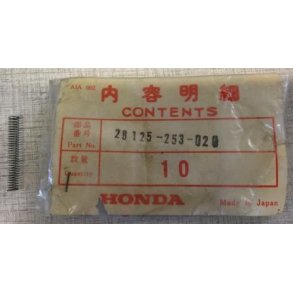 AIA 002
内容明細
CONTENTS
部品
番号
Part No.
28125-253-020
数量
Quantity
10
HONDA
Made in Japan